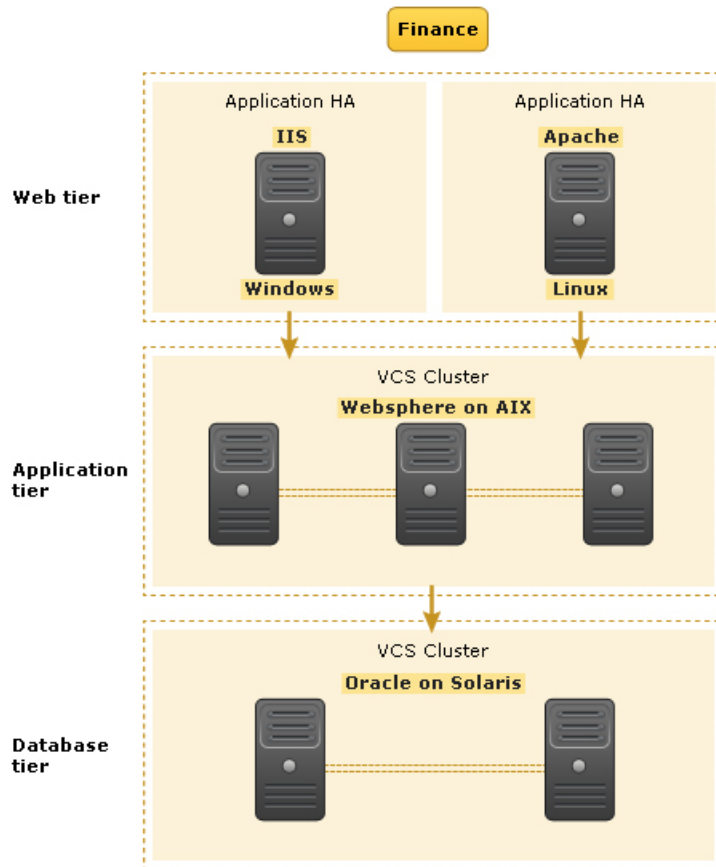 Finance
Application HA
Application HA
IIS
Apache
Web tier
Windows
Linux
VCS Cluster
Websphere on AIX
Application
tier
VCS Cluster
Oracle on Solaris
Database
tier